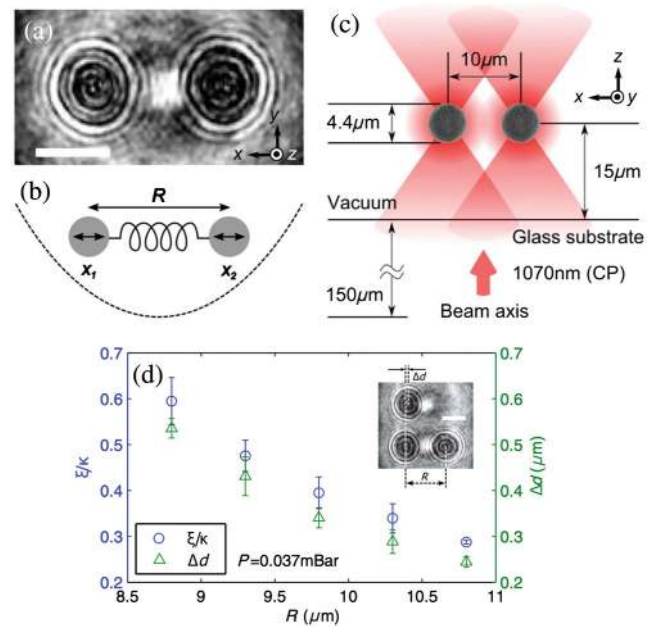 (a)
y
x
z
(b)
R
x₁
x₂
(c)
10μm
z
x
y
4.4μm
15μm
Vacuum
Glass substrate
1070nm (CP)
150μm
Beam axis
(d)
0.7
0.6
0.5
0.4
0.3
0.2
ξ/κ
Δd
R
0.7
0.6
0.5
0.4
0.3
0.2
Δd (μm)
ξ/κ
Δd
P=0.037mBar
8.5 9 9.5 10 10.5 11
R (μm)